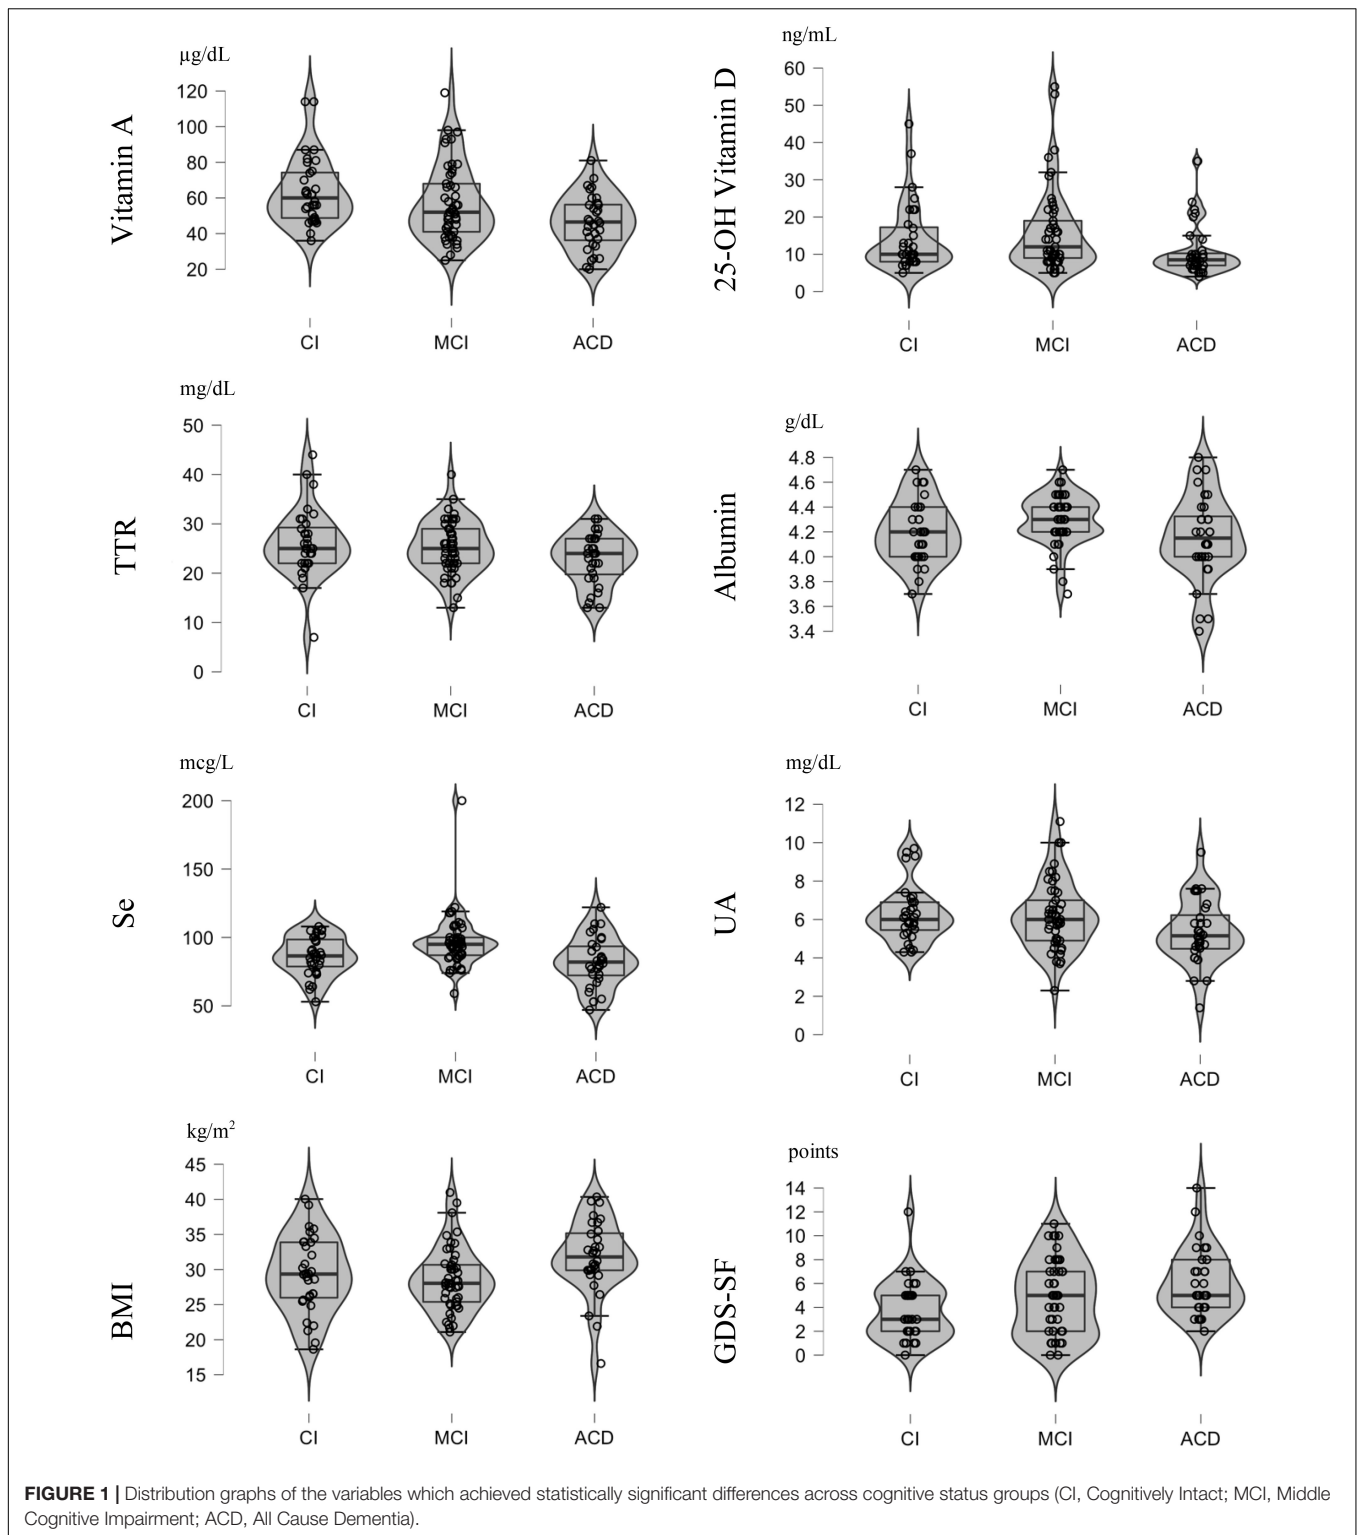 µg/dL
Vitamin A
120
100
80
60
40
20
CI MCI ACD
ng/mL
25-OH Vitamin D
60
50
40
30
20
10
0
CI MCI ACD
mg/dL
TTR
50
40
30
20
10
0
CI MCI ACD
g/dL
Albumin
4.8
4.6
4.4
4.2
4.0
3.8
3.6
3.4
CI MCI ACD
mcg/L
Se
200
150
100
50
CI MCI ACD
mg/dL
UA
12
10
8
6
4
2
0
CI MCI ACD
kg/m²
BMI
45
40
35
30
25
20
15
CI MCI ACD
points
GDS-SF
14
12
10
8
6
4
2
0
CI MCI ACD
FIGURE 1 | Distribution graphs of the variables which achieved statistically significant differences across cognitive status groups (CI, Cognitively Intact; MCI, Middle
Cognitive Impairment; ACD, All Cause Dementia).